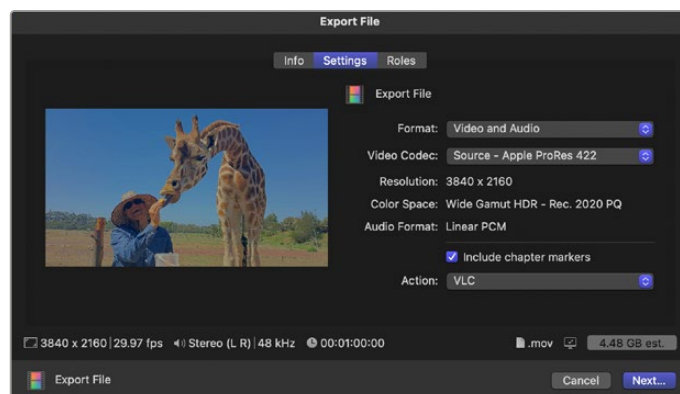 Export File
Info Settings Roles
Export File
Format: Video and Audio
Video Codec: Source - Apple ProRes 422
Resolution: 3840 x 2160
Color Space: Wide Gamut HDR - Rec. 2020 PQ
Audio Format: Linear PCM
Include chapter markers
Action: VLC
3840 x 2160 | 29.97 fps Stereo (L R) | 48 kHz 00:01:00:00 .mov 4.48 GB est.
Export File Cancel Next...